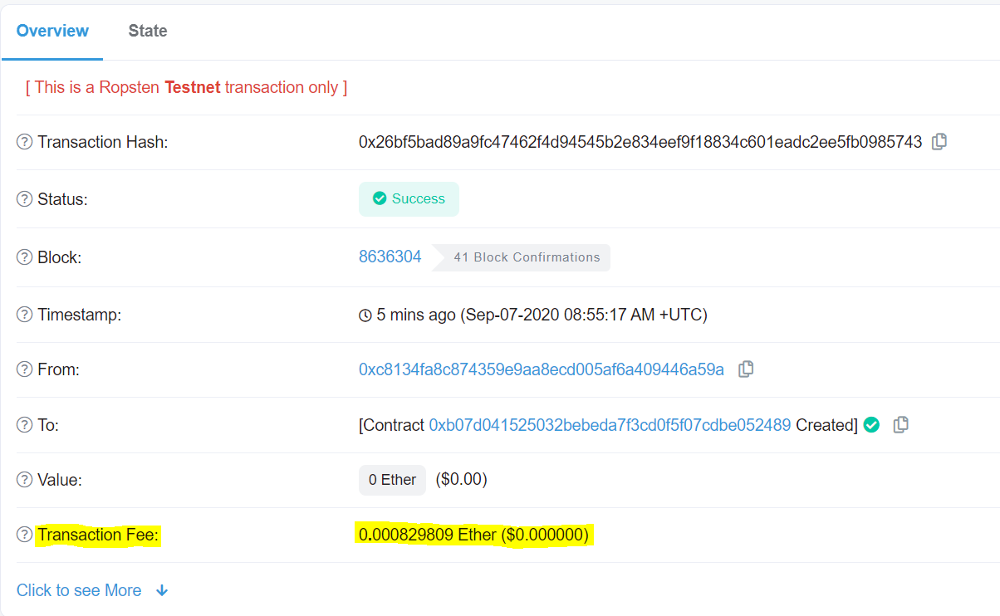 Overview State
[ This is a Ropsten Testnet transaction only ]
Transaction Hash: 0x26bf5bad89a9fc47462f4d94545b2e834eef9f18834c601eadc2ee5fb0985743
Status: Success
Block: 8636304 41 Block Confirmations
Timestamp: 5 mins ago (Sep-07-2020 08:55:17 AM +UTC)
From: 0xc8134fa8c874359e9aa8ecd005af6a409446a59a
To: [Contract 0xb07d041525032bebeda7f3cd0f5f07cdbe052489 Created]
Value: 0 Ether ($0.00)
Transaction Fee: 0.000829809 Ether ($0.000000)
Click to see More